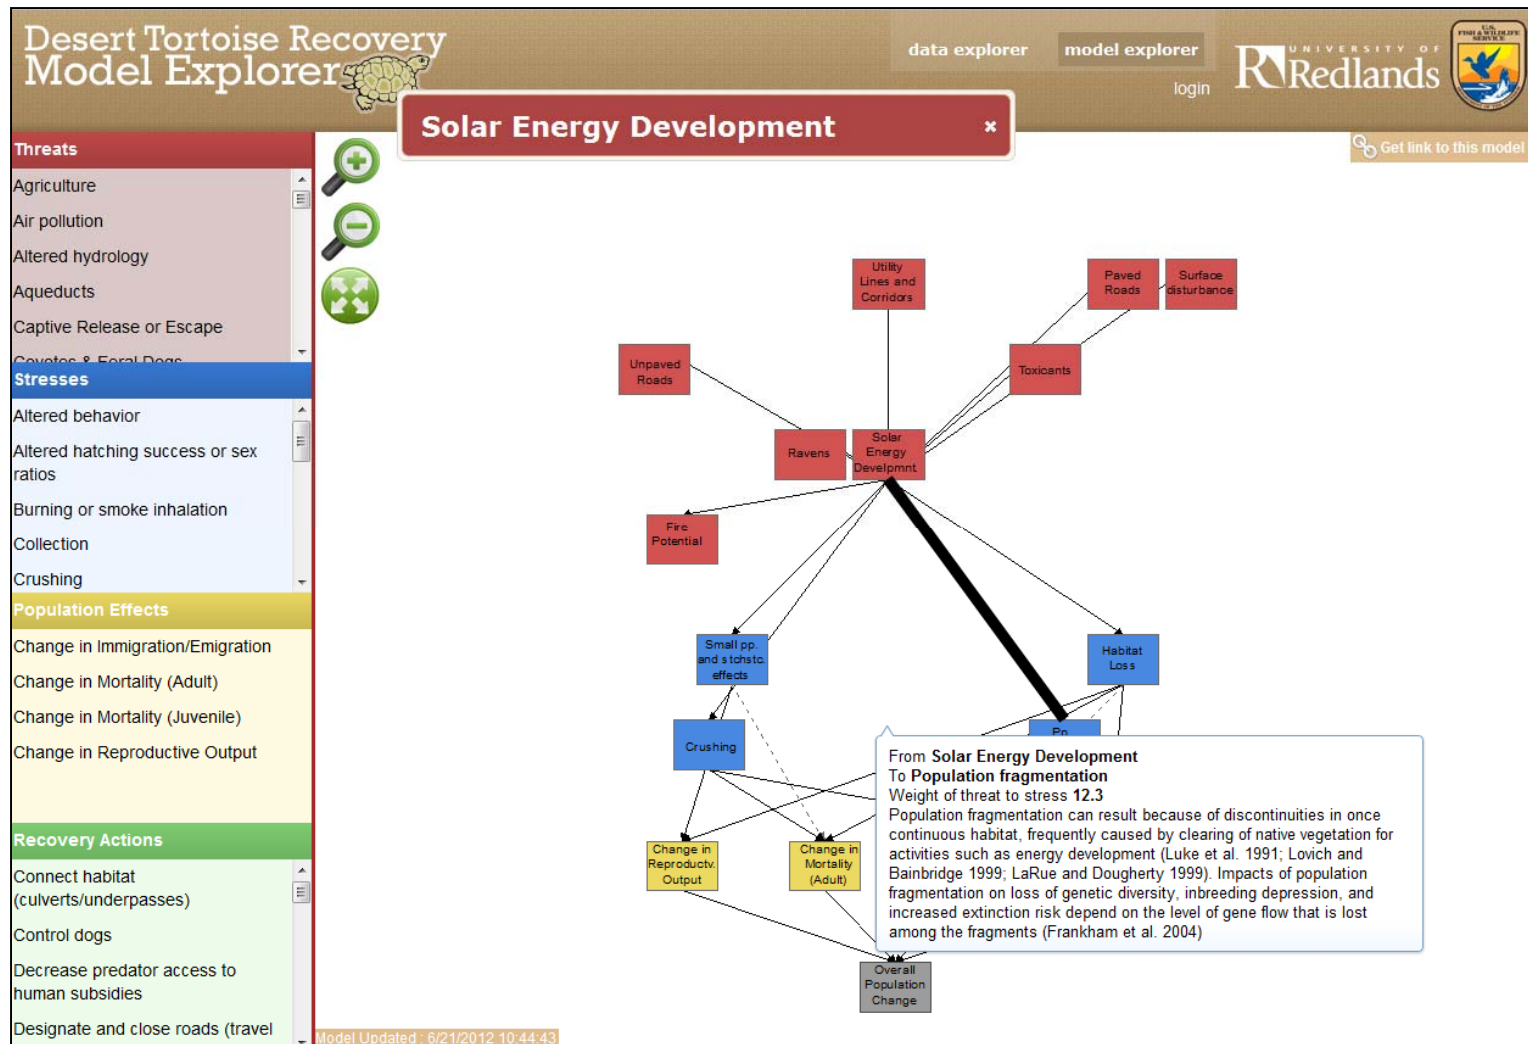 Desert Tortoise Recovery
Model Explorer
data explorer
model explorer
login
UNIVERSITY OF
Redlands
U.S.
FISH & WILDLIFE
SERVICE
Solar Energy Development
Get link to this model
Threats
Agriculture
Air pollution
Altered hydrology
Aqueducts
Captive Release or Escape
Coyotes & Feral Dogs
Stresses
Altered behavior
Altered hatching success or sex
ratios
Burning or smoke inhalation
Collection
Crushing
Population Effects
Change in Immigration/Emigration
Change in Mortality (Adult)
Change in Mortality (Juvenile)
Change in Reproductive Output
Recovery Actions
Connect habitat
(culverts/underpasses)
Control dogs
Decrease predator access to
human subsidies
Designate and close roads (travel
Utility
Lines and
Corridors
Paved
Roads
Surface
disturbance
Unpaved
Roads
Toxicants
Ravens
Solar
Energy
Develpmnt.
Fire
Potential
Small pp.
and stchstc.
effects
Habitat
Loss
Crushing
Pp.
From Solar Energy Development
To Population fragmentation
Weight of threat to stress 12.3
Population fragmentation can result because of discontinuities in once
continuous habitat, frequently caused by clearing of native vegetation for
activities such as energy development (Luke et al. 1991; Lovich and
Bainbridge 1999; LaRue and Dougherty 1999). Impacts of population
fragmentation on loss of genetic diversity, inbreeding depression, and
increased extinction risk depend on the level of gene flow that is lost
among the fragments (Frankham et al. 2004)
Change in
Reproductv.
Output
Change in
Mortality
(Adult)
Overall
Population
Change
Model Updated : 6/21/2012 10:44:43